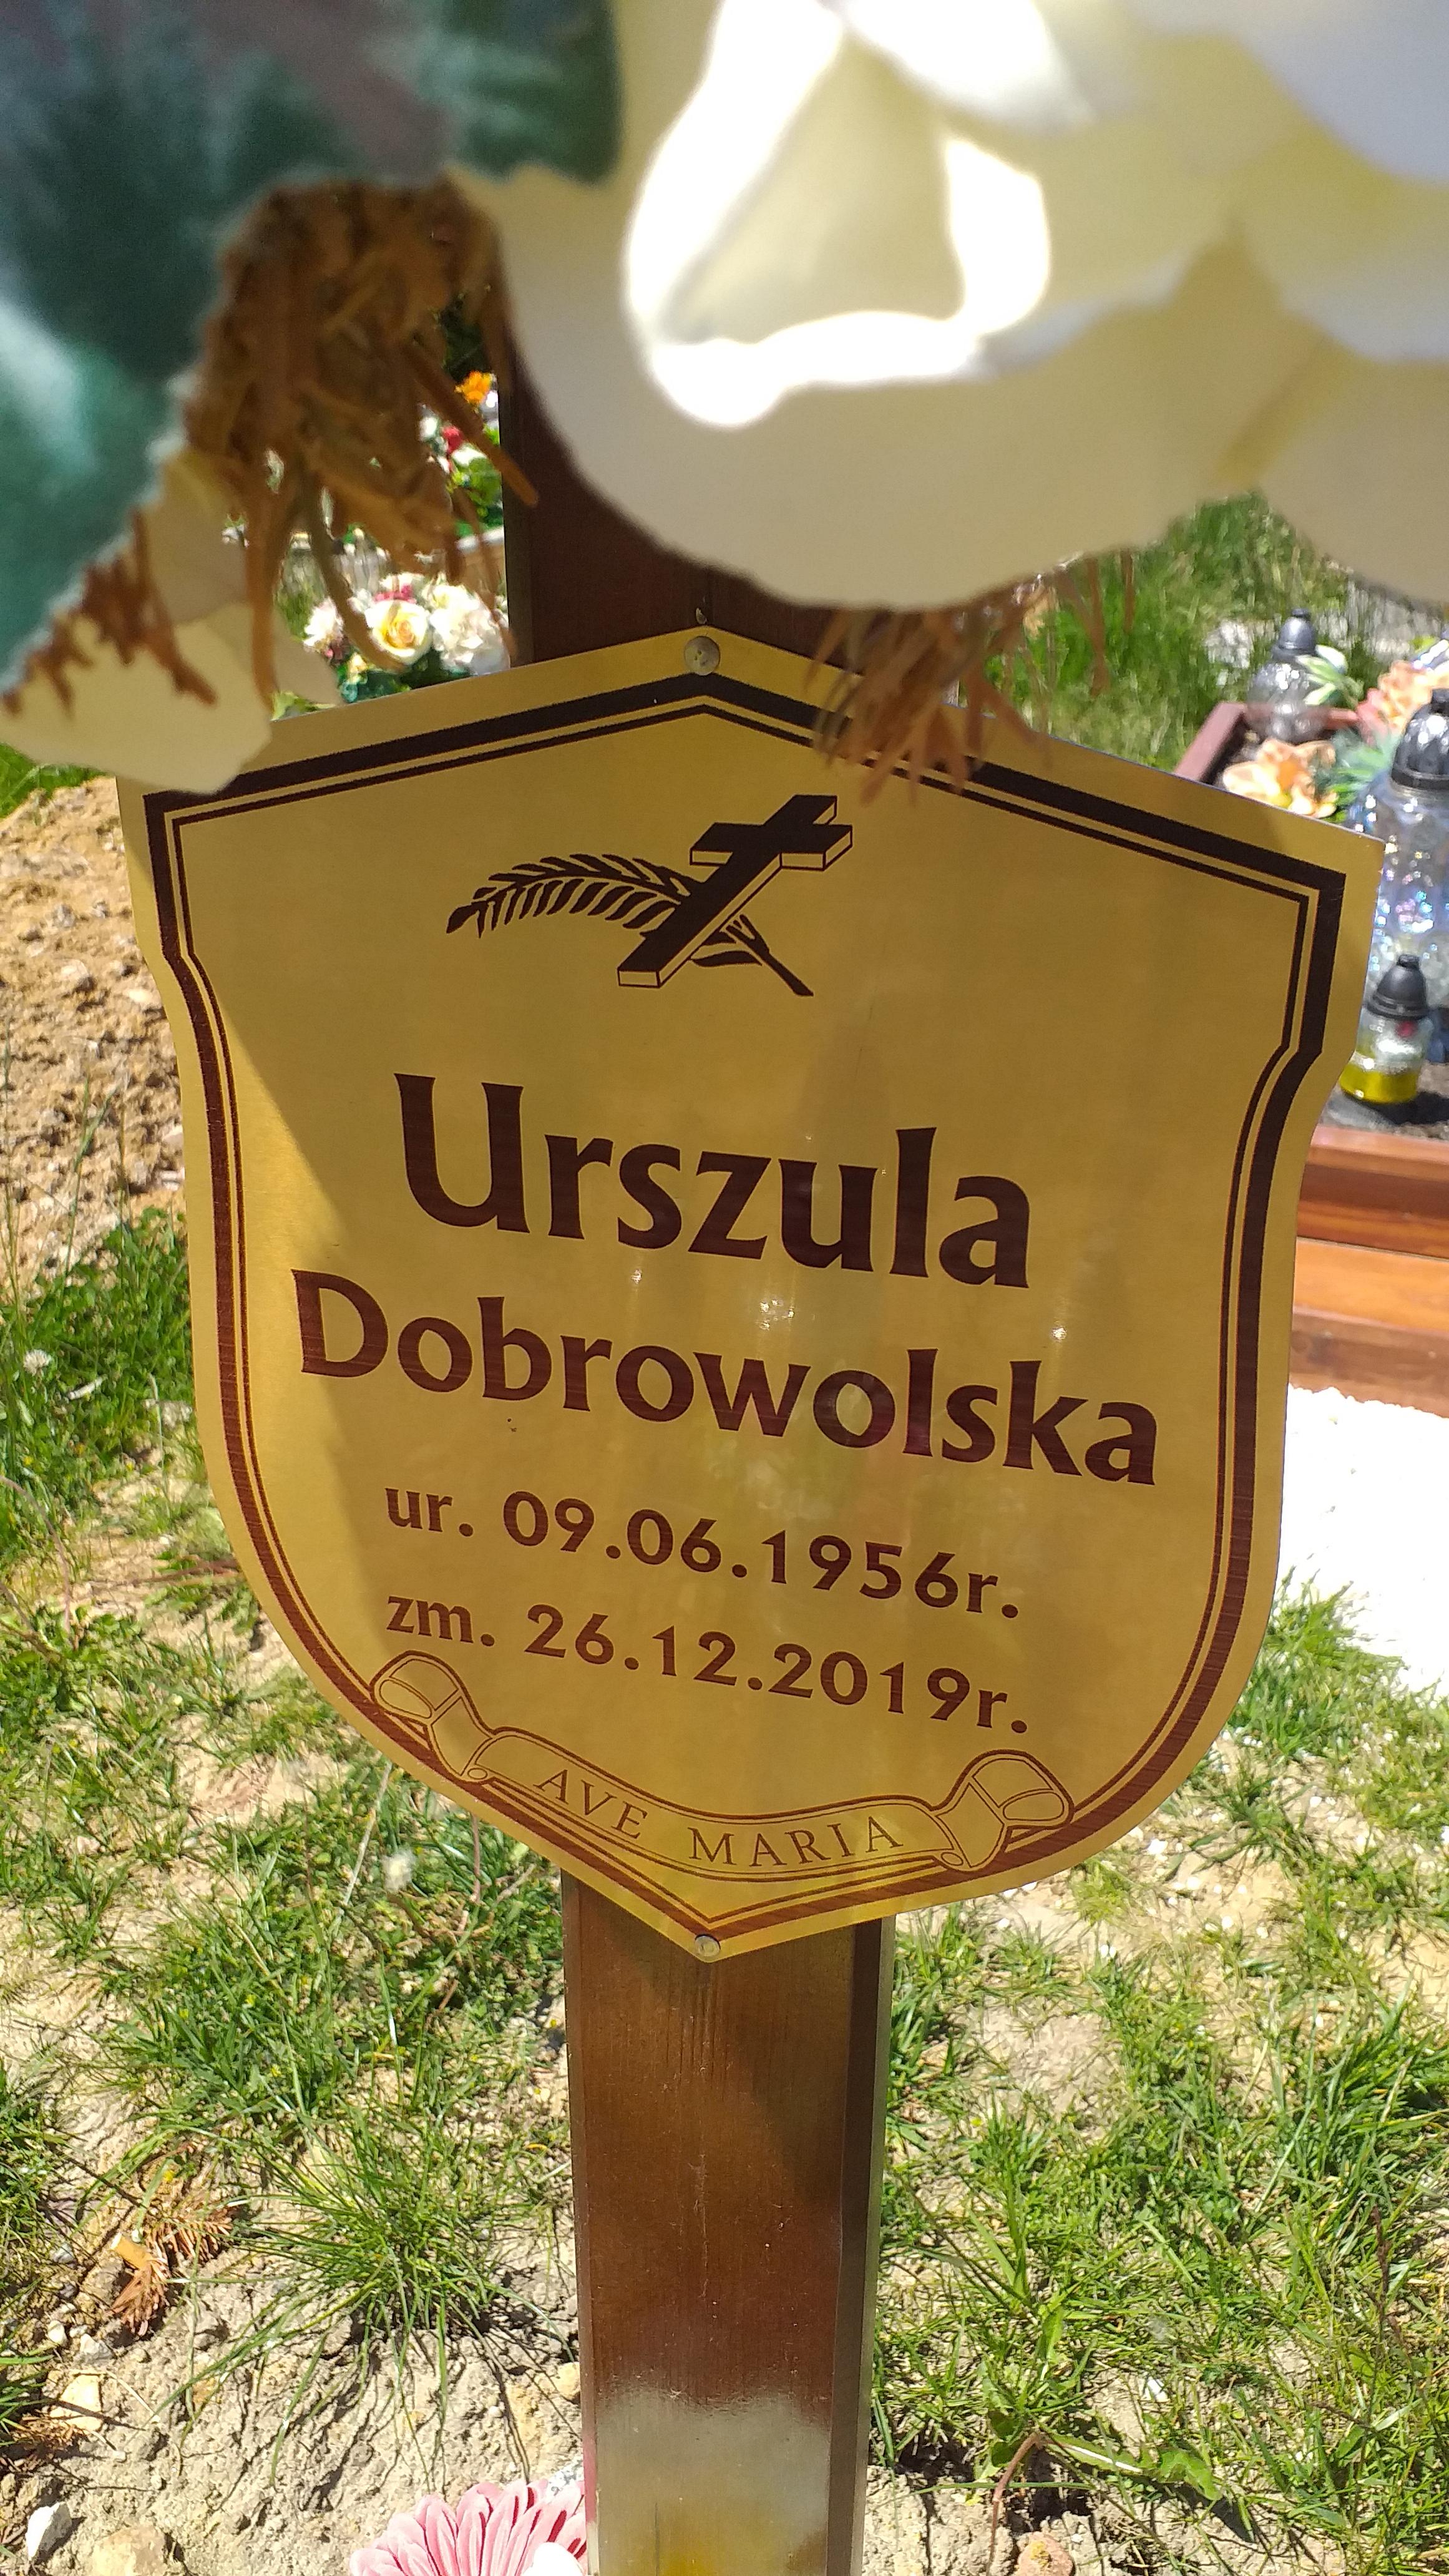 Urszula
Dobrowolska
ur. 09.06.1956r.
zm. 26.12.2019r.
AVE MARIA